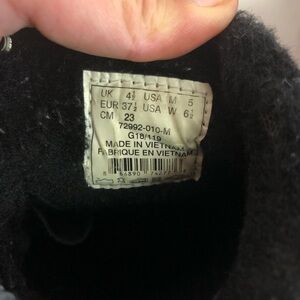 UK 4½ USA M 5
EUR 37½ USA W 6½
CM 23
72992-010-M
G18/119
MADE IN VIETNAM
FABRIQUE EN VIETNAM